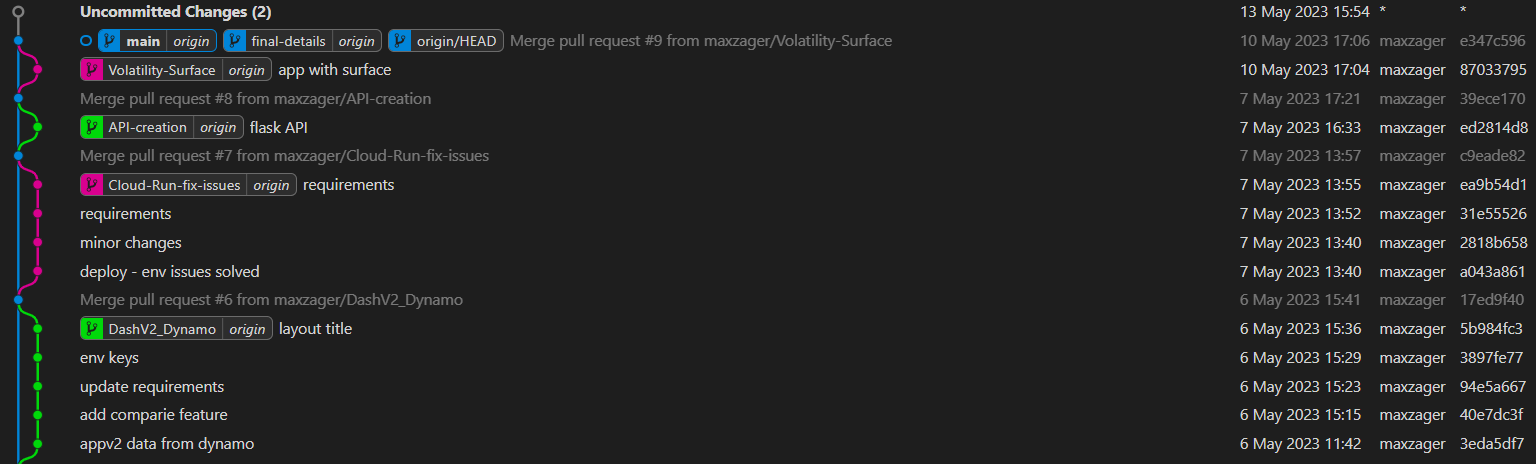 Uncommitted Changes (2) 13 May 2023 15:54 * *
main origin final-details origin origin/HEAD Merge pull request #9 from maxzager/Volatility-Surface 10 May 2023 17:06 maxzager e347c596
Volatility-Surface origin app with surface 10 May 2023 17:04 maxzager 87033795
Merge pull request #8 from maxzager/API-creation 7 May 2023 17:21 maxzager 39ece170
API-creation origin flask API 7 May 2023 16:33 maxzager ed2814d8
Merge pull request #7 from maxzager/Cloud-Run-fix-issues 7 May 2023 13:57 maxzager c9eade82
Cloud-Run-fix-issues origin requirements 7 May 2023 13:55 maxzager ea9b54d1
requirements 7 May 2023 13:52 maxzager 31e55526
minor changes 7 May 2023 13:40 maxzager 2818b658
deploy - env issues solved 7 May 2023 13:40 maxzager a043a861
Merge pull request #6 from maxzager/DashV2_Dynamo 6 May 2023 15:41 maxzager 17ed9f40
DashV2_Dynamo origin layout title 6 May 2023 15:36 maxzager 5b984fc3
env keys 6 May 2023 15:29 maxzager 3897fe77
update requirements 6 May 2023 15:23 maxzager 94e5a667
add comparie feature 6 May 2023 15:15 maxzager 40e7dc3f
appv2 data from dynamo 6 May 2023 11:42 maxzager 3eda5df7